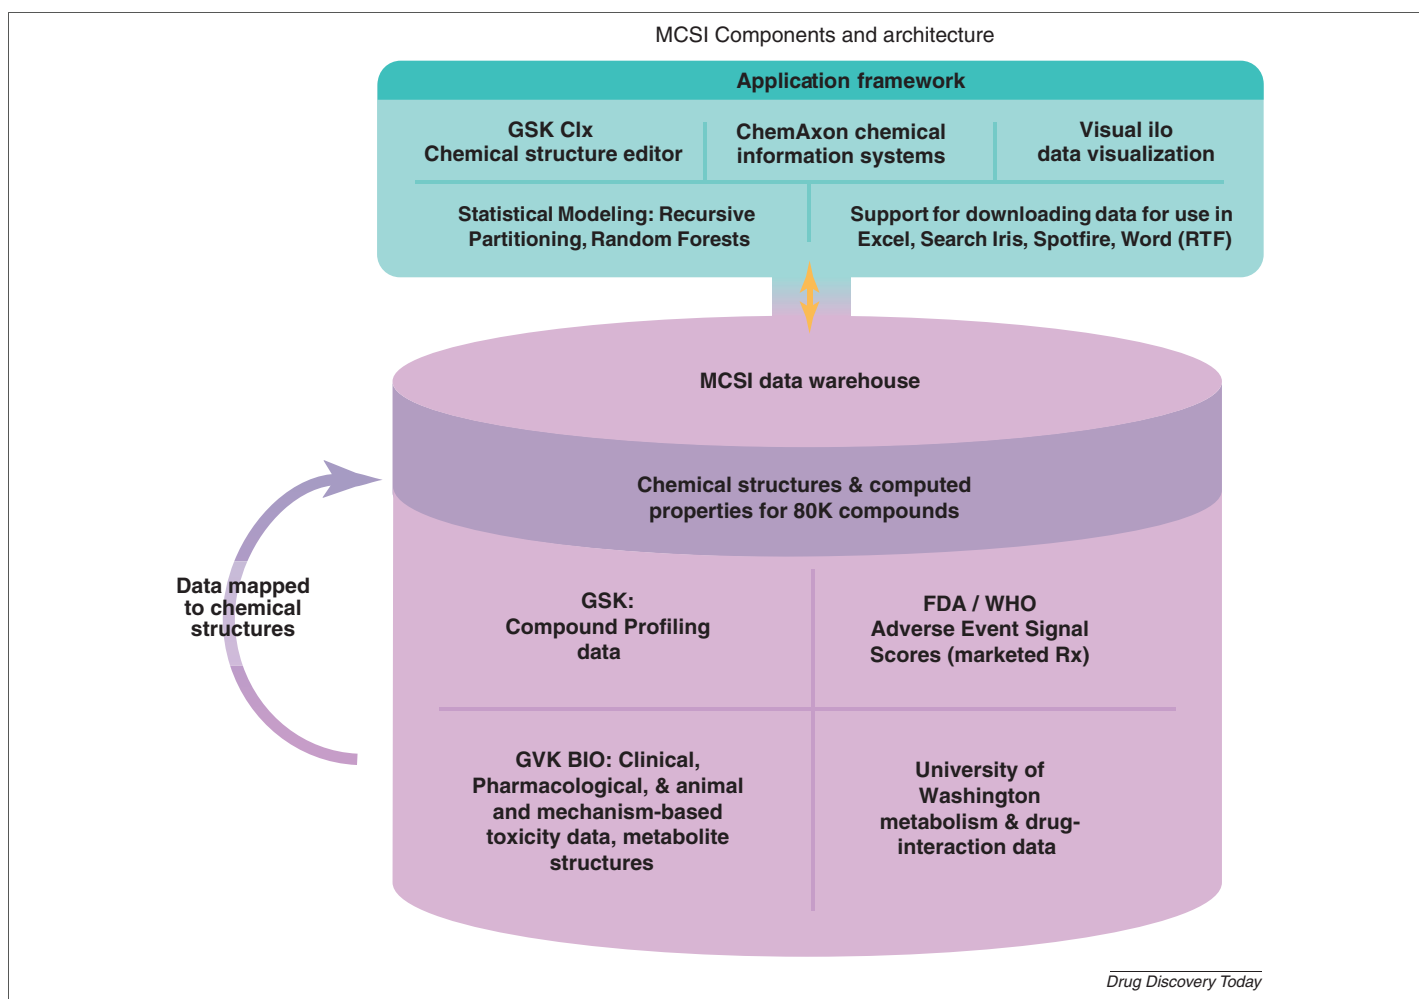 MCSI Components and architecture
Application framework
GSK CIx
Chemical structure editor
ChemAxon chemical
information systems
Visual ilo
data visualization
Statistical Modeling: Recursive
Partitioning, Random Forests
Support for downloading data for use in
Excel, Search Iris, Spotfire, Word (RTF)
MCSI data warehouse
Chemical structures & computed
properties for 80K compounds
Data mapped
to chemical
structures
GSK:
Compound Profiling
data
FDA / WHO
Adverse Event Signal
Scores (marketed Rx)
GVK BIO: Clinical,
Pharmacological, & animal
and mechanism-based
toxicity data, metabolite
structures
University of
Washington
metabolism & drug-
interaction data
Drug Discovery Today